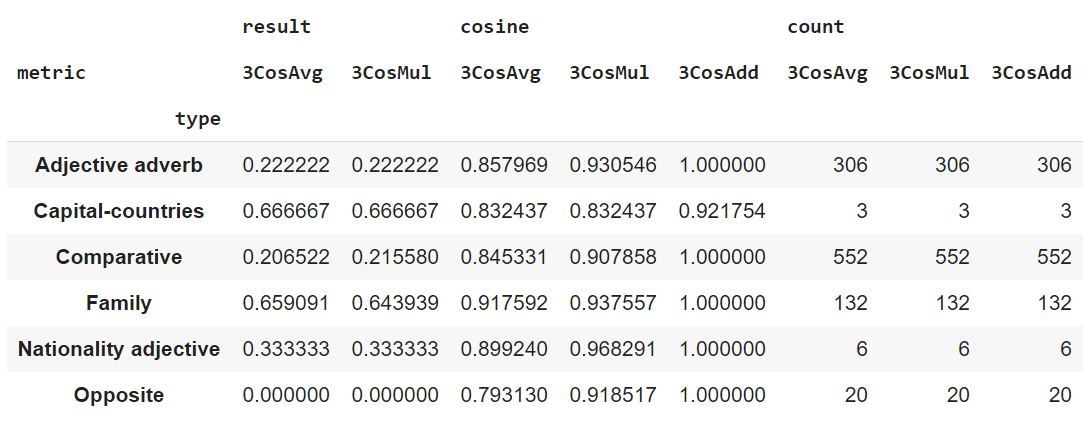 result cosine count
metric 3CosAvg 3CosMul 3CosAvg 3CosMul 3CosAdd 3CosAvg 3CosMul 3CosAdd
type
Adjective adverb 0.222222 0.222222 0.857969 0.930546 1.000000 306 306 306
Capital-countries 0.666667 0.666667 0.832437 0.832437 0.921754 3 3 3
Comparative 0.206522 0.215580 0.845331 0.907858 1.000000 552 552 552
Family 0.659091 0.643939 0.917592 0.937557 1.000000 132 132 132
Nationality adjective 0.333333 0.333333 0.899240 0.968291 1.000000 6 6 6
Opposite 0.000000 0.000000 0.793130 0.918517 1.000000 20 20 20